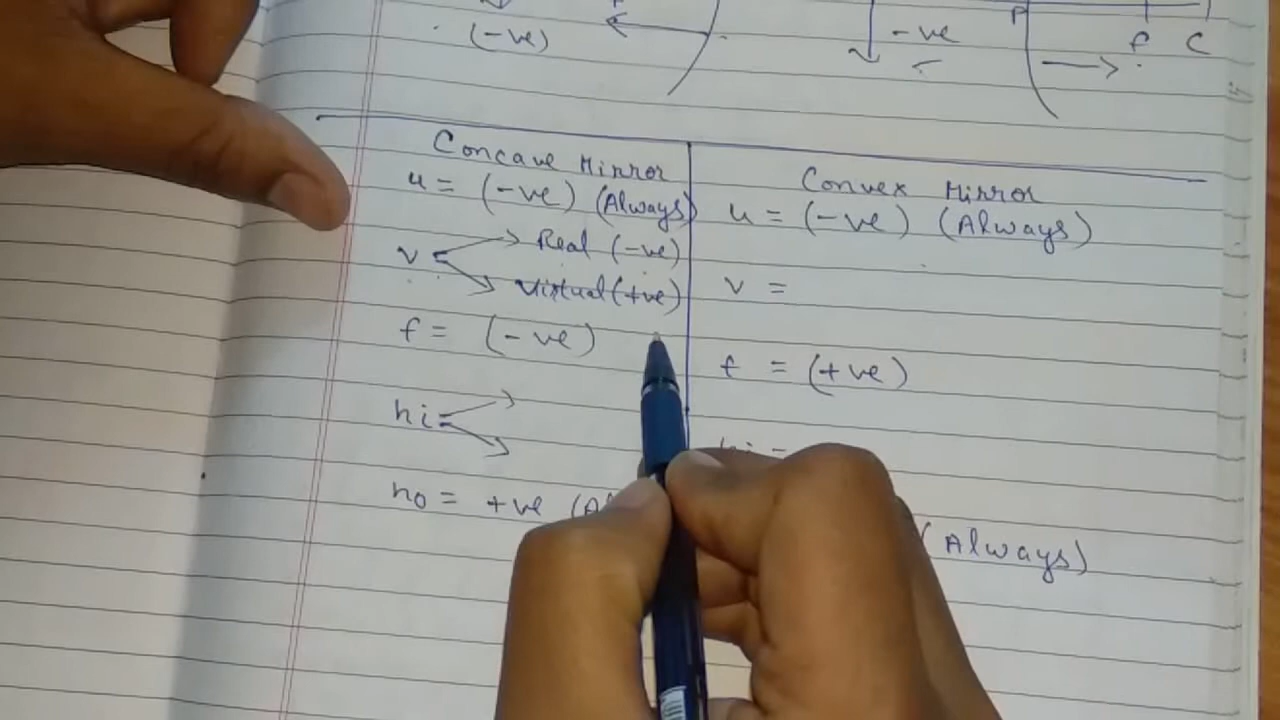 (-ve)
-ve
P
f C
Concave Mirror
u = (-ve) (Always)
v Real (-ve)
Virtual (+ve)
f = (-ve)
hi =
ho = +ve (A
Convex Mirror
u = (-ve) (Always)
v =
f = (+ve)
hi =
(Always)